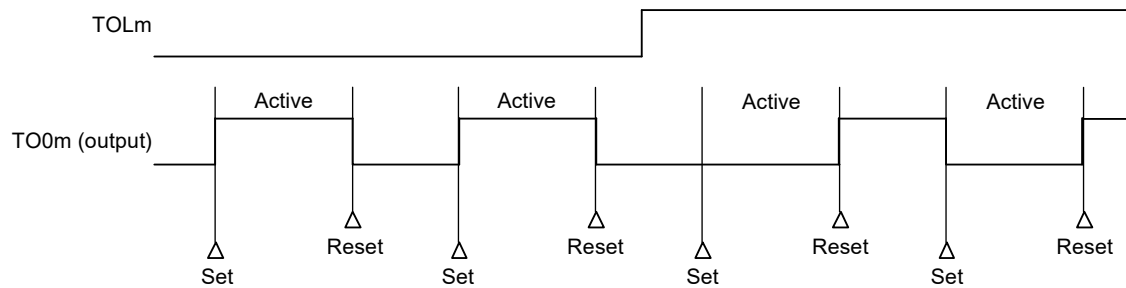 TOLm
Active Active Active Active
TO0m (output)
Reset Reset Reset Reset
Set Set Set Set